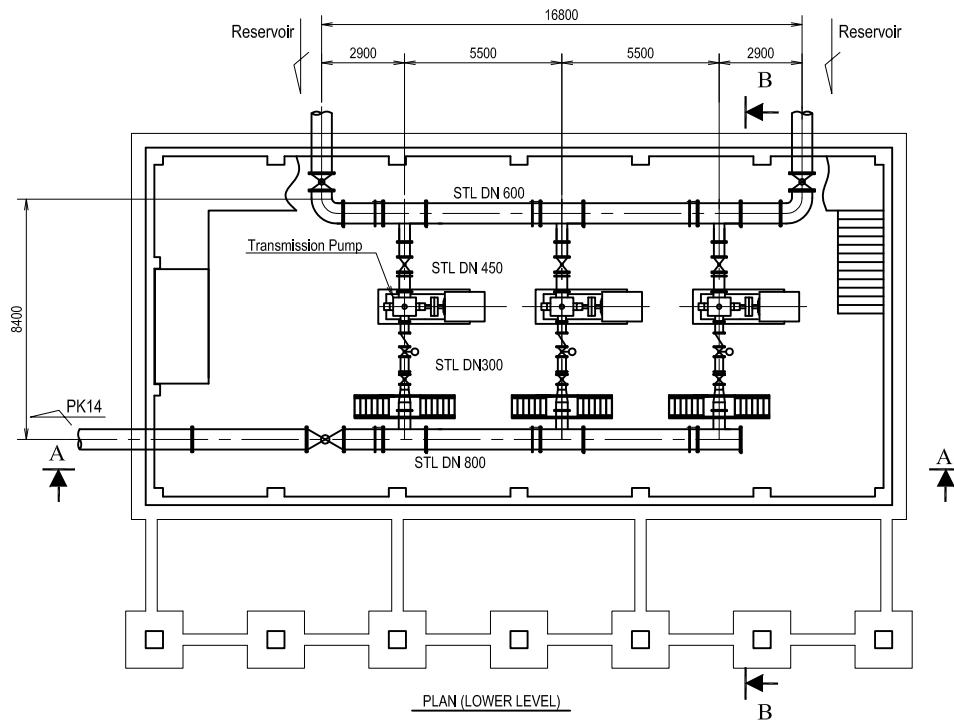 16800
Reservoir
Reservoir
2900
5500
5500
2900
B
STL DN 600
Transmission Pump
STL DN 450
8400
STL DN300
PK14
A
STL DN 800
A
PLAN (LOWER LEVEL)
B